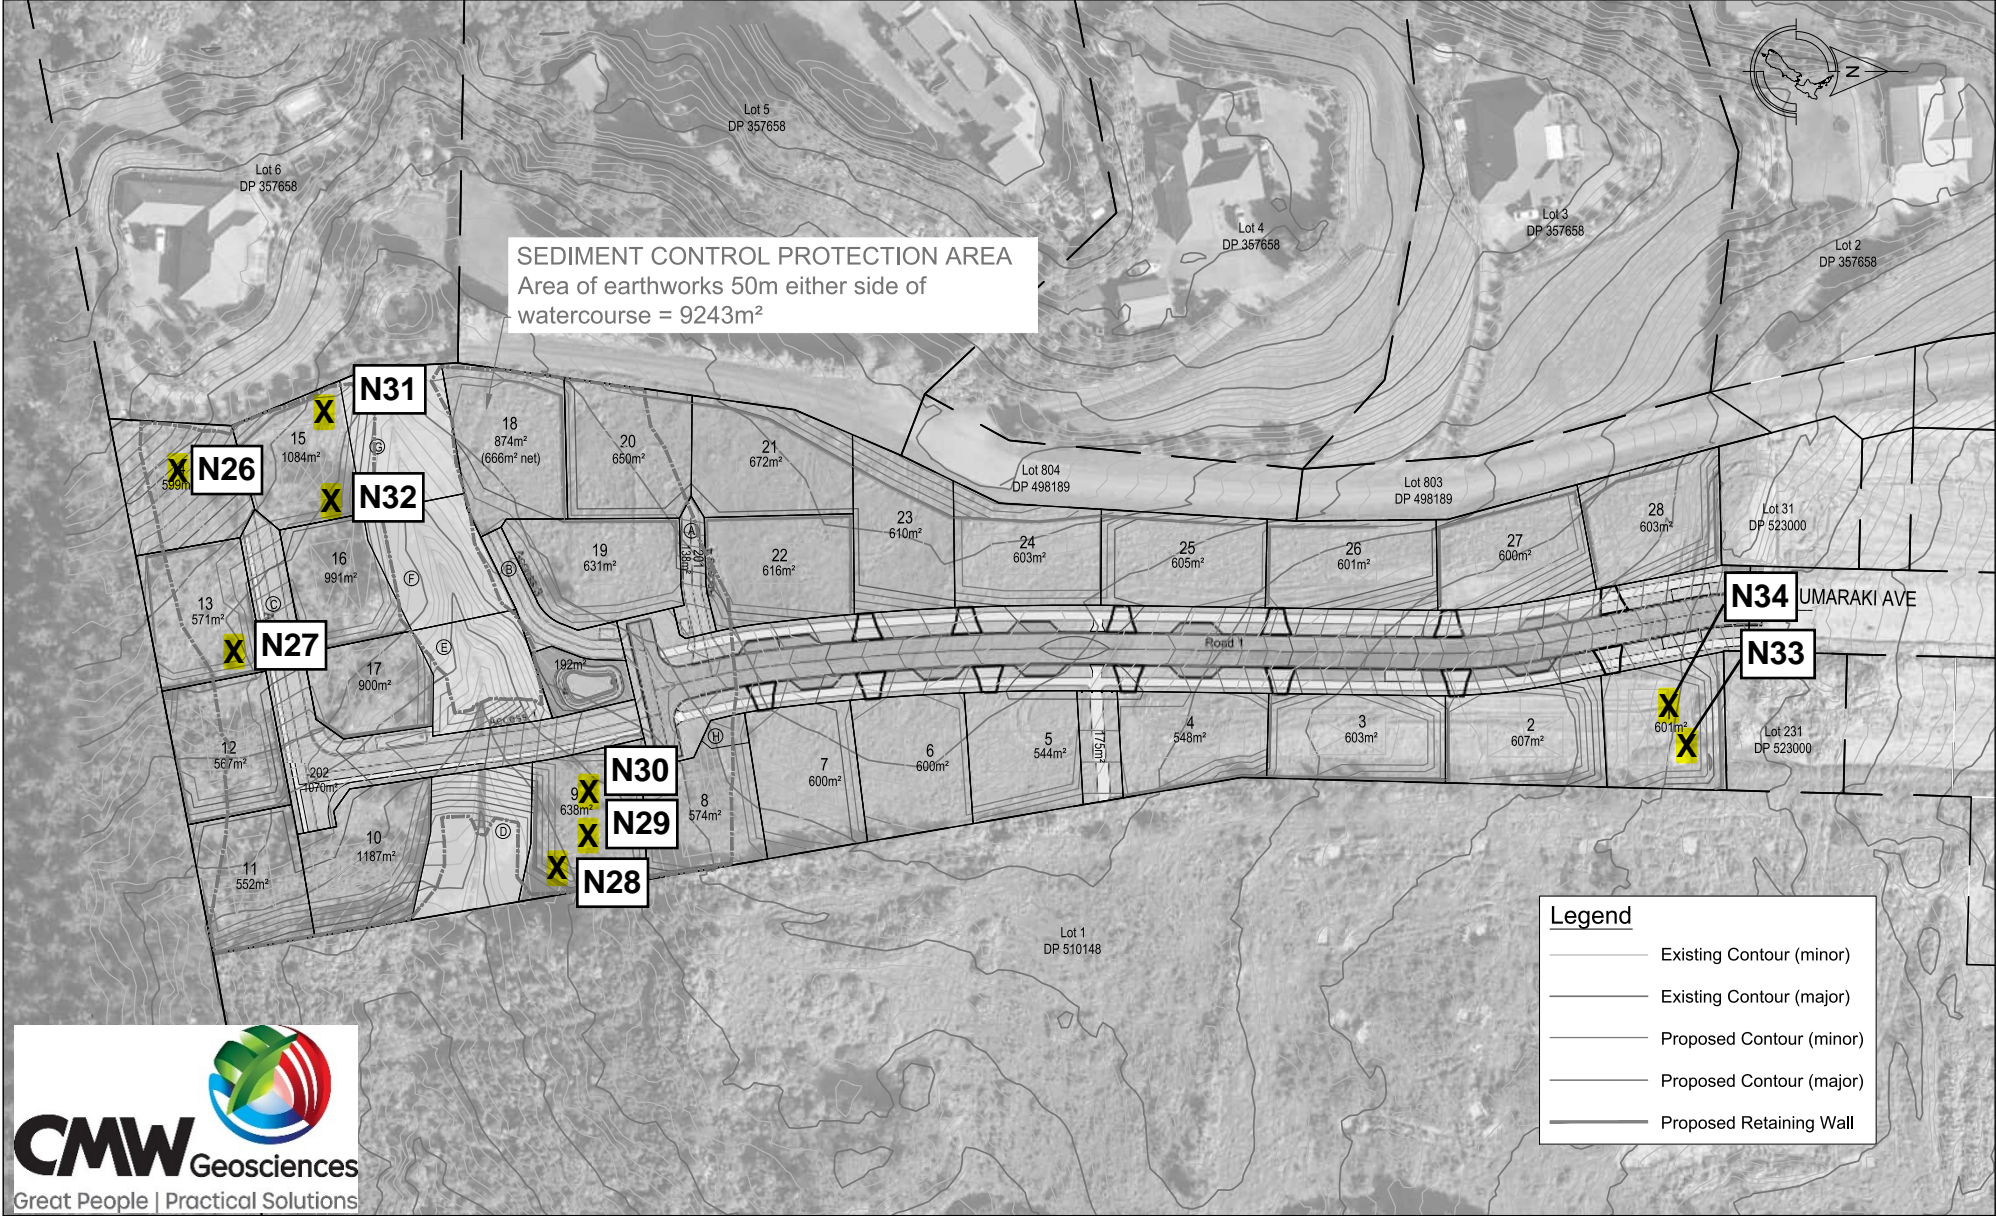 N
Lot 5
DP 357658
Lot 6
DP 357658
Lot 4
DP 357658
Lot 3
DP 357658
Lot 2
DP 357658
SEDIMENT CONTROL PROTECTION AREA
Area of earthworks 50m either side of
watercourse = 9243m²
N31
X
15
1084m²
G
18
874m²
(666m² net)
20
650m²
21
672m²
Lot 804
DP 498189
Lot 803
DP 498189
X
N26
X
N32
23
610m²
24
603m²
25
605m²
26
601m²
27
600m²
28
603m²
Lot 31
DP 523000
16
991m²
F
B
19
631m²
A
201
138m²
22
616m²
13
571m²
C
X
N27
E
17
900m²
192m²
Road 1
N34
UMARAKI AVE
N33
X
601m²
X
Lot 231
DP 523000
Access
H
12
567m²
202
1070m²
N30
X
9
638m²
N29
X
N28
X
8
574m²
7
600m²
6
600m²
5
544m²
175m²
4
548m²
3
603m²
2
607m²
11
552m²
10
1187m²
D
Lot 1
DP 510148
Legend
Existing Contour (minor)
Existing Contour (major)
Proposed Contour (minor)
Proposed Contour (major)
Proposed Retaining Wall
CMW Geosciences
Great People | Practical Solutions